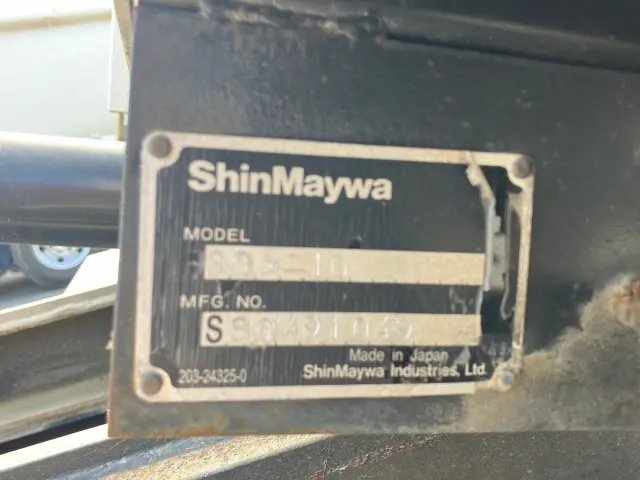 ShinMaywa
MODEL
MFG. NO.
S
Made in Japan
203-24325-0
ShinMaywa Industries, Ltd.